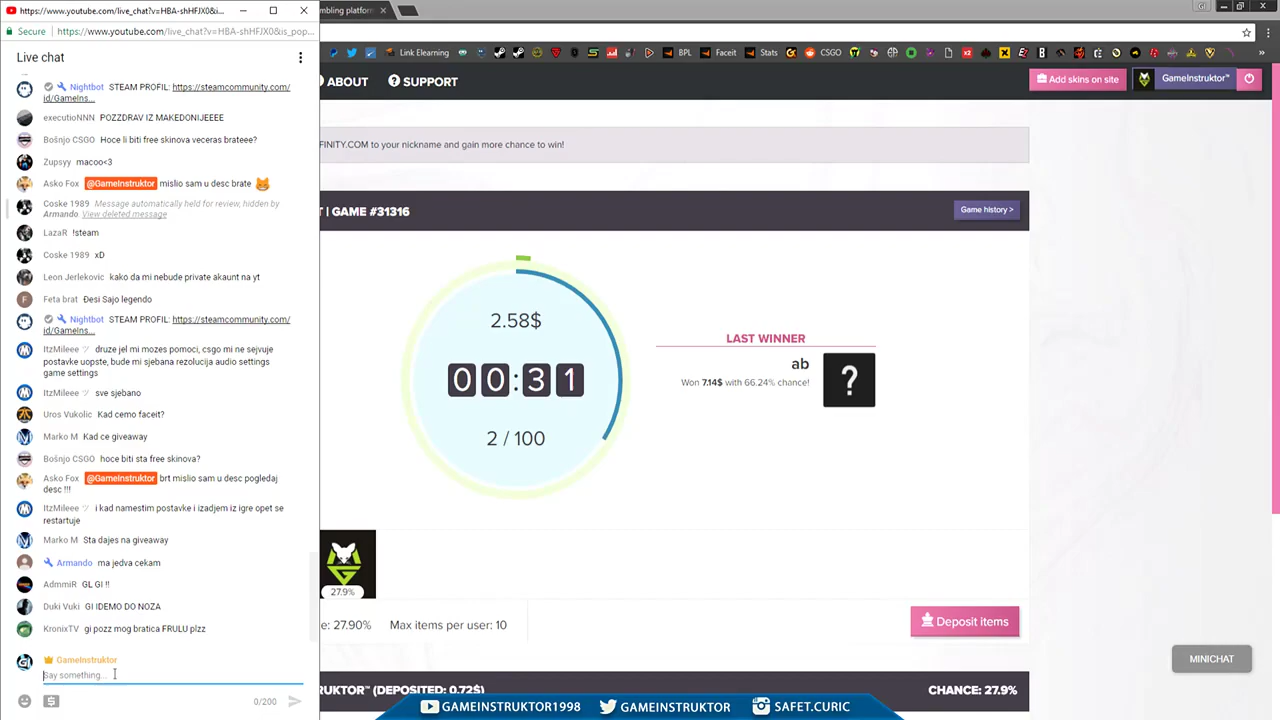 https://www.youtube.com/live_chat?v=HBA-shHFJX0&i...
mbling platform
Secure https://www.youtube.com/live_chat?v=HBA-shHFJX0&is_pop...
Link Elearning
BPL
Faceit
Stats
CSGO
Live chat
ABOUT
SUPPORT
Add skins on site
GameInstruktor™
Nightbot STEAM PROFIL: https://steamcommunity.com/
id/GameIns...
executioNNN POZZDRAV IZ MAKEDONIJEEEE
Bošnjo CSGO Hoce li biti free skinova veceras brateee?
Zupsyy macoo<3
Asko Fox @GameInstruktor mislio sam u desc brate
Coske 1989 Message automatically held for review, hidden by
Armando View deleted message
LazaR !steam
Coske 1989 xD
Leon Jerlekovic kako da mi nebude private akaunt na yt
Feta brat Đesi Sajo legendo
Nightbot STEAM PROFIL: https://steamcommunity.com/
id/GameIns...
ItzMileee ツ druze jel mi mozes pomoci, csgo mi ne sejvuje
postavke uopste, bude mi sjebana rezolucija audio settings
game settings
ItzMileee ツ sve sjebano
Uros Vukolic Kad cemo faceit?
Marko M Kad ce giveaway
Bošnjo CSGO hoce biti sta free skinova?
Asko Fox @GameInstruktor brt mislio sam u desc pogledaj
desc !!!
ItzMileee ツ i kad namestim postavke i izadjem iz igre opet se
restartuje
Marko M Sta dajes na giveaway
Armando ma jedva cekam
AdmmiR GL GI !!
Duki Vuki GI IDEMO DO NOZA
KronixTV gi pozz mog bratica FRULU plzz
GameInstruktor
Say something...
0/200
FINITY.COM to your nickname and gain more chance to win!
T | GAME #31316
Game history >
2.58$
00:31
2 / 100
LAST WINNER
ab
Won 7.14$ with 66.24% chance!
?
27.9%
e: 27.90%
Max items per user: 10
Deposit items
MINICHAT
RUKTOR™ (DEPOSITED: 0.72$)
CHANCE: 27.9%
GAMEINSTRUKTOR1998
GAMEINSTRUKTOR
SAFET.CURIC